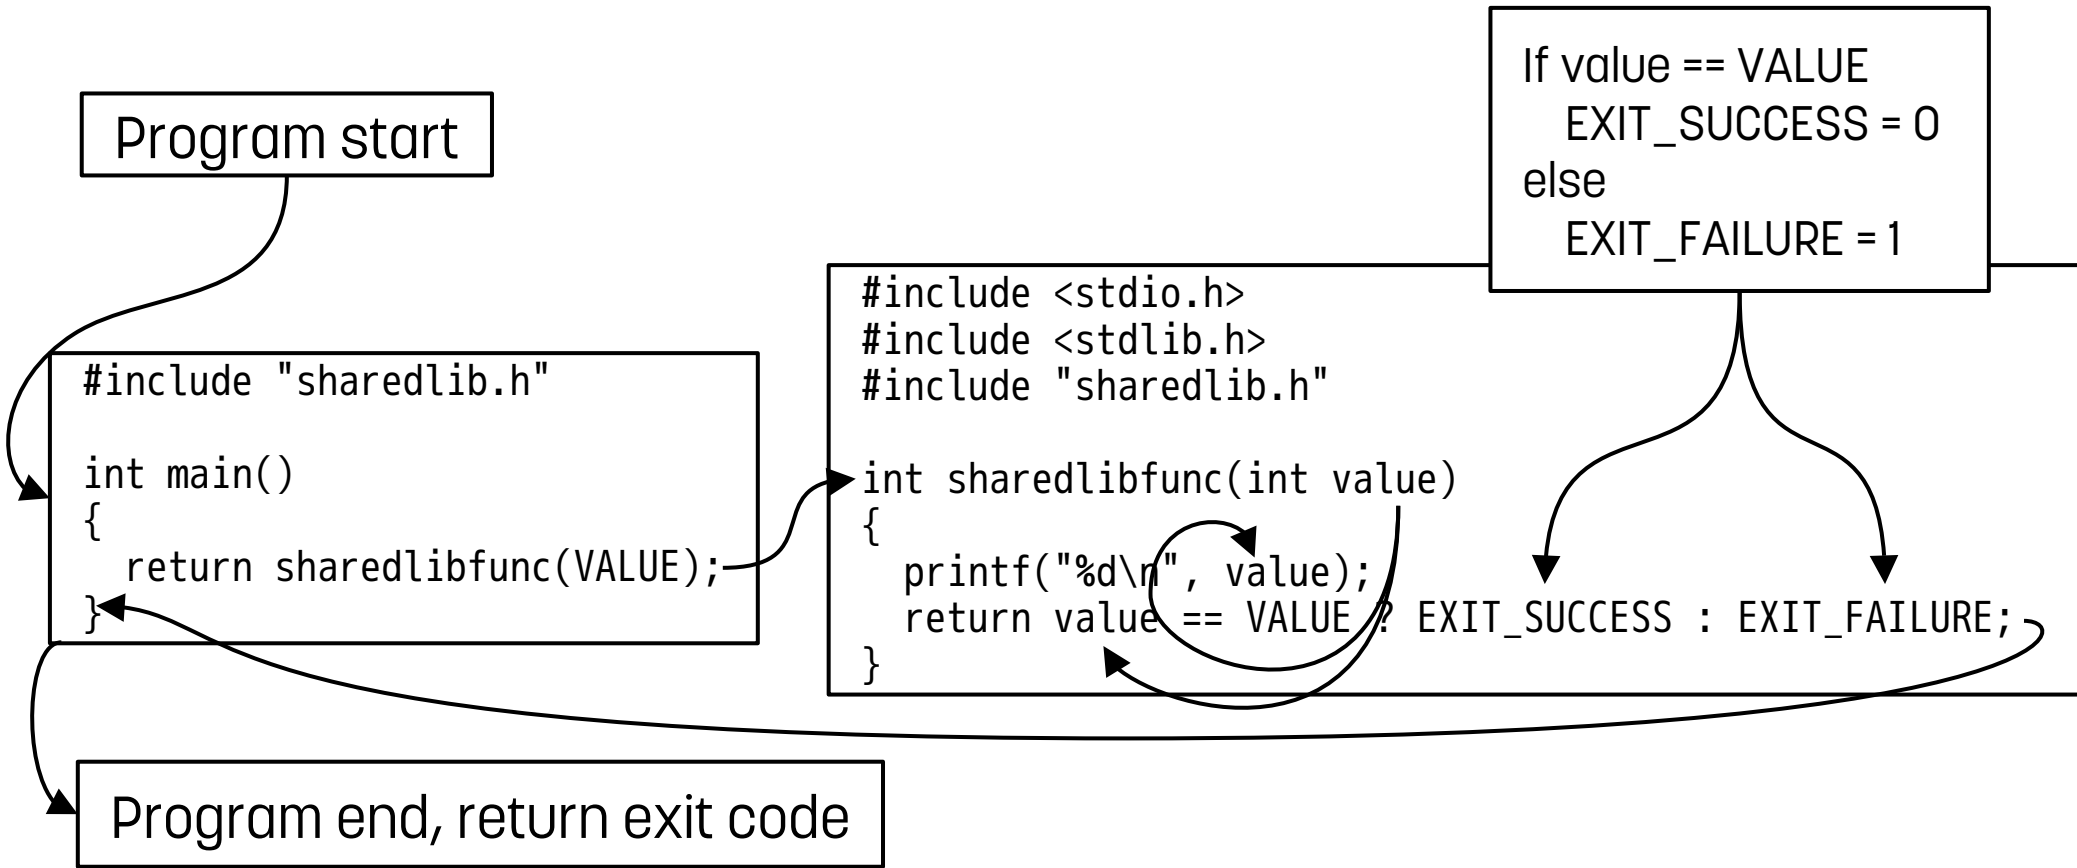 Program start
If value == VALUE
EXIT_SUCCESS = 0
else
EXIT_FAILURE = 1
#include "sharedlib.h"
int main()
{
return sharedlibfunc(VALUE);
}
#include <stdio.h>
#include <stdlib.h>
#include "sharedlib.h"
int sharedlibfunc(int value)
{
printf("%d\n", value);
return value == VALUE ? EXIT_SUCCESS : EXIT_FAILURE;
}
Program end, return exit code